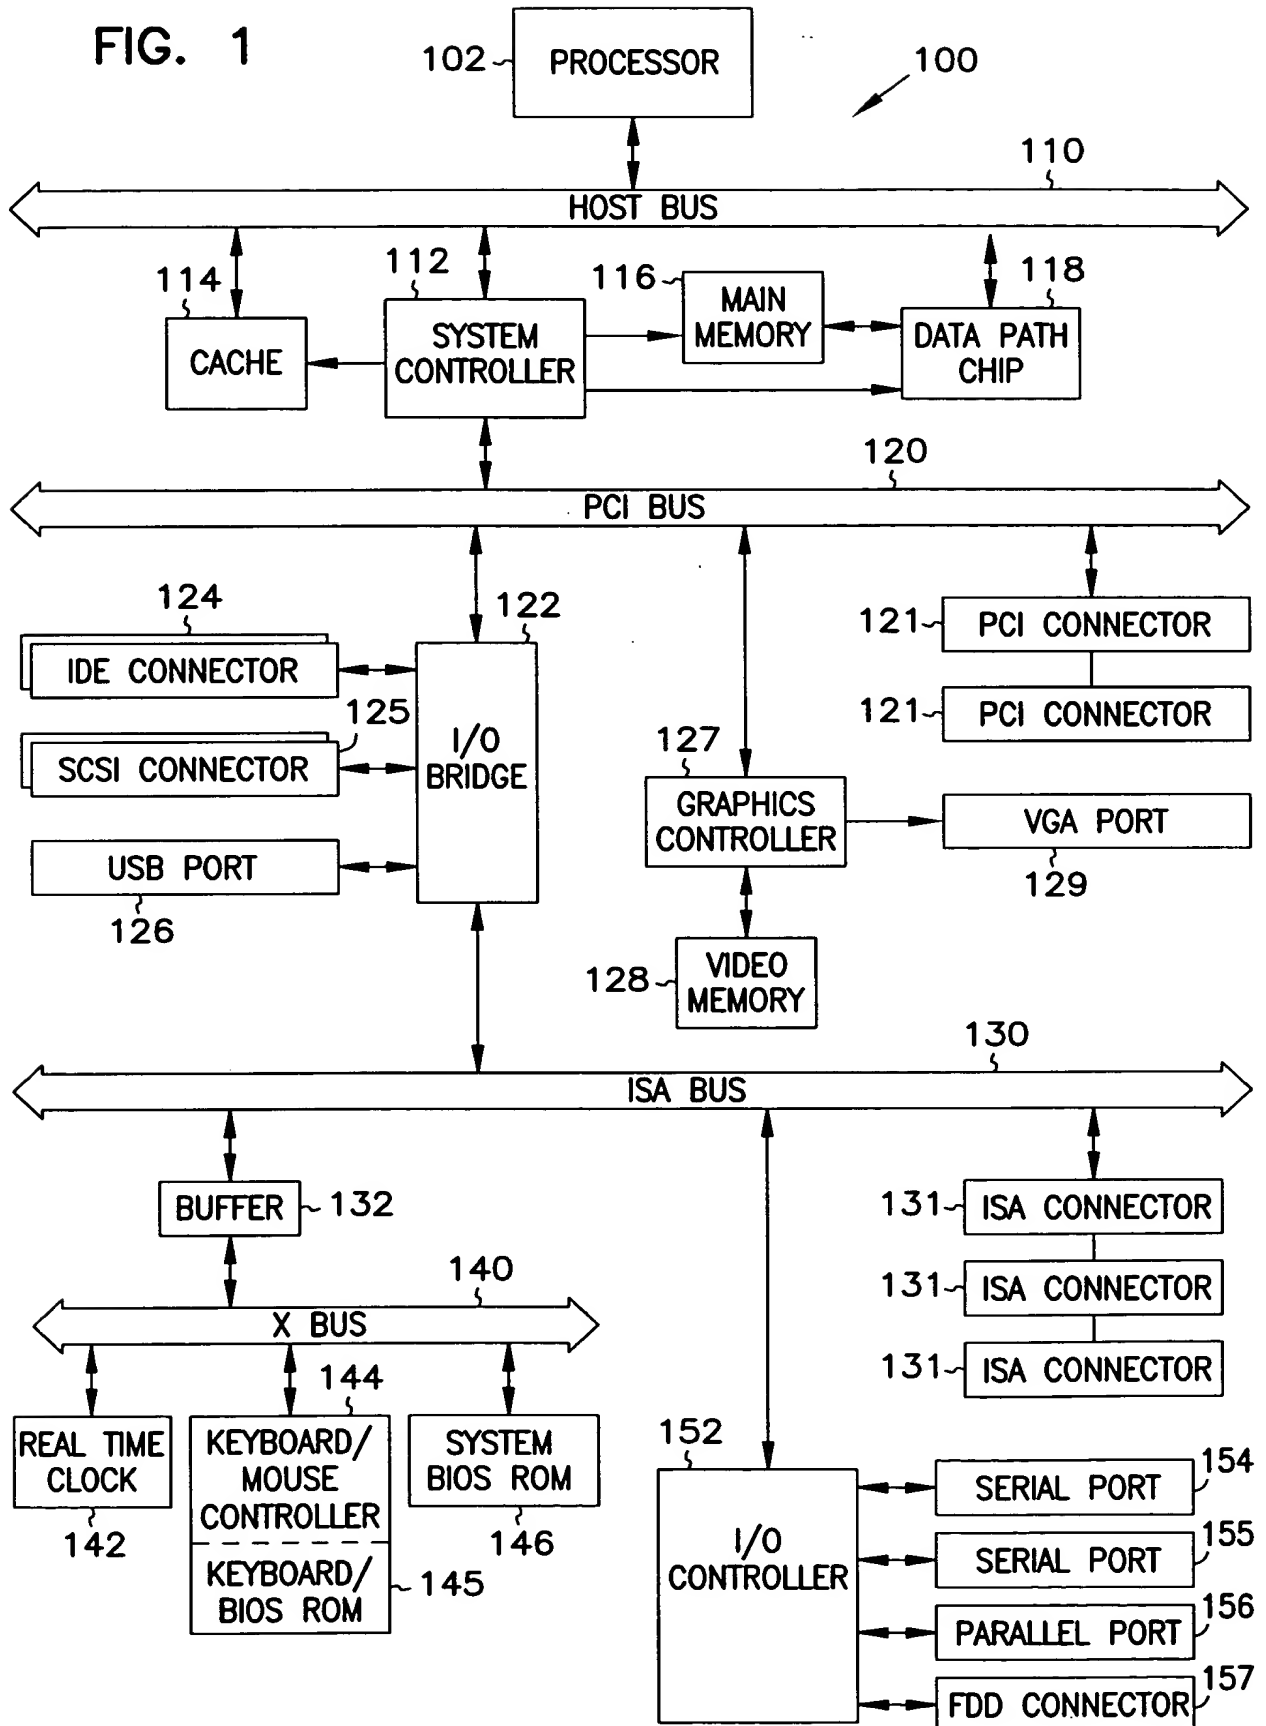 FIG. 1
PROCESSOR
102
100
110
HOST BUS
114
112
116
118
CACHE
SYSTEM
CONTROLLER
MAIN
MEMORY
DATA PATH
CHIP
120
PCI BUS
124
122
IDE CONNECTOR
125
SCSI CONNECTOR
I/O
BRIDGE
USB PORT
126
121
PCI CONNECTOR
121
PCI CONNECTOR
127
GRAPHICS
CONTROLLER
VGA PORT
129
128
VIDEO
MEMORY
130
ISA BUS
BUFFER
132
131
ISA CONNECTOR
131
ISA CONNECTOR
131
ISA CONNECTOR
140
X BUS
144
REAL TIME
CLOCK
142
KEYBOARD/
MOUSE
CONTROLLER
KEYBOARD/
BIOS ROM
145
SYSTEM
BIOS ROM
146
152
I/O
CONTROLLER
SERIAL PORT
154
SERIAL PORT
155
PARALLEL PORT
156
FDD CONNECTOR
157